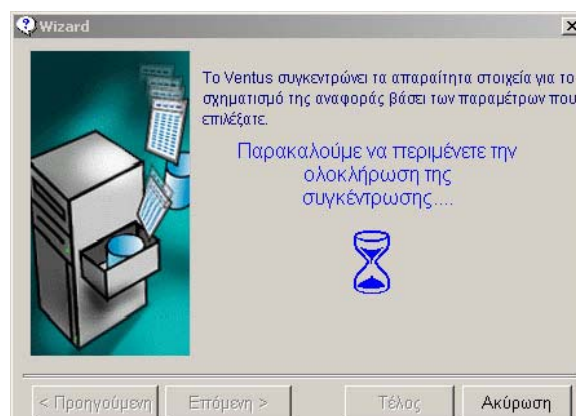 Wizard
Το Ventus συγκεντρώνει τα απαραίτητα στοιχεία για το
σχηματισμό της αναφοράς βάσει των παραμέτρων που
επιλέξατε.
Παρακαλούμε να περιμένετε την
ολοκλήρωση της
συγκέντρωσης....
< Προηγούμενη
Επόμενη >
Τέλος
Ακύρωση